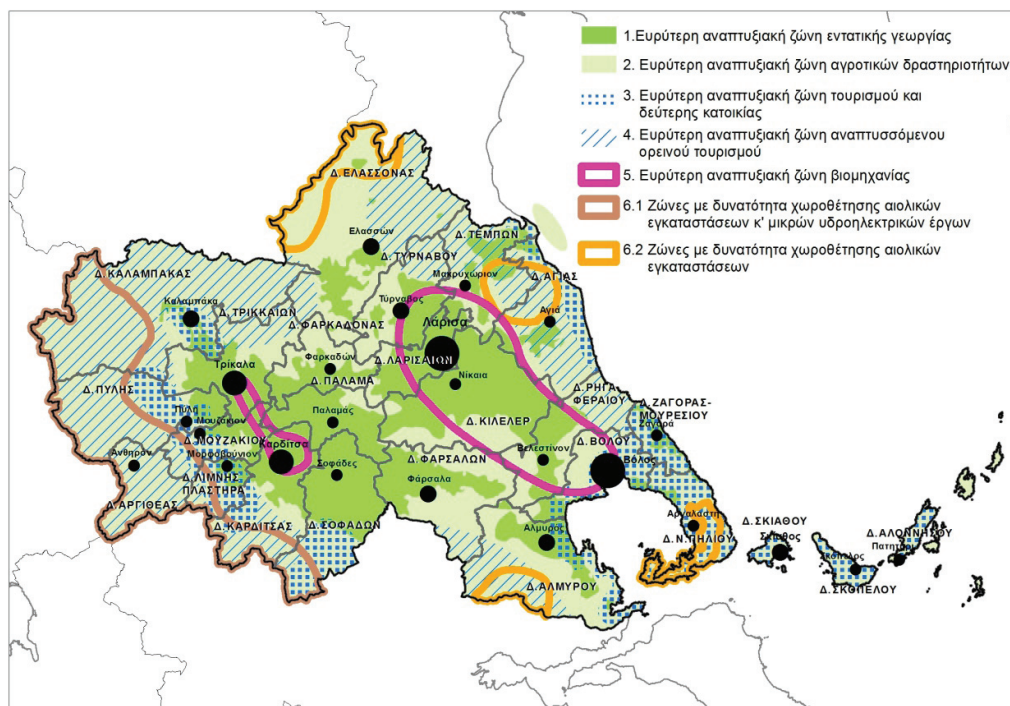 1.Ευρύτερη αναπτυξιακή ζώνη εντατικής γεωργίας
2. Ευρύτερη αναπτυξιακή ζώνη αγροτικών δραστηριοτήτων
3. Ευρύτερη αναπτυξιακή ζώνη τουρισμού και
δεύτερης κατοικίας
4. Ευρύτερη αναπτυξιακή ζώνη αναπτυσσόμενου
ορεινού τουρισμού
5. Ευρύτερη αναπτυξιακή ζώνη βιομηχανίας
6.1 Ζώνες με δυνατότητα χωροθέτησης αιολικών
εγκαταστάσεων κ' μικρών υδροηλεκτρικών έργων
6.2 Ζώνες με δυνατότητα χωροθέτησης αιολικών
εγκαταστάσεων
Δ.ΕΛΑΣΣΟΝΑΣ
Ελασσών
Δ.ΤΕΜΠΩΝ
Δ.ΤΥΡΝΑΒΟΥ
Μακρυχώριον
Δ.ΑΓΙΑΣ
Δ.ΚΑΛΑΜΠΑΚΑΣ
Καλαμπάκα
Δ.ΤΡΙΚΚΑΙΩΝ
Τύρναβος
Αγιά
Δ.ΦΑΡΚΑΔΟΝΑΣ
Λάρισα
Δ.ΛΑΡΙΣΑΙΩΝ
Φαρκαδών
Τρίκαλα
Δ.ΠΑΛΑΜΑ
Νίκαια
Δ.ΠΥΛΗΣ
Δ.ΡΗΓΑ
ΦΕΡΑΙΟΥ
Δ.ΖΑΓΟΡΑΣ-
ΜΟΥΡΕΣΙΟΥ
Πύλη
Μουζάκιον
Παλαμάς
Δ.ΚΙΛΕΛΕΡ
Ζαγορά
Δ.ΜΟΥΖΑΚΙΟΥ
Καρδίτσα
Δ.ΒΟΛΟΥ
Ανθηρόν
Μορφοβούνιον
Σοφάδες
Δ.ΦΑΡΣΑΛΩΝ
Βελεστίνον
Βόλος
Δ.ΛΙΜΝΗΣ
ΠΛΑΣΤΗΡΑ
Φάρσαλα
Δ.ΑΡΓΙΘΕΑΣ
Δ.ΚΑΡΔΙΤΣΑΣ
Δ.ΣΟΦΑΔΩΝ
Αλμυρός
Αργαλαστή
Δ.Ν.ΠΗΛΙΟΥ
Δ.ΣΚΙΑΘΟΥ
Σκιάθος
Δ.ΑΛΟΝΝΗΣΟΥ
Πατητήρι
Σκόπελος
Δ.ΣΚΟΠΕΛΟΥ
Δ.ΑΛΜΥΡΟΥ